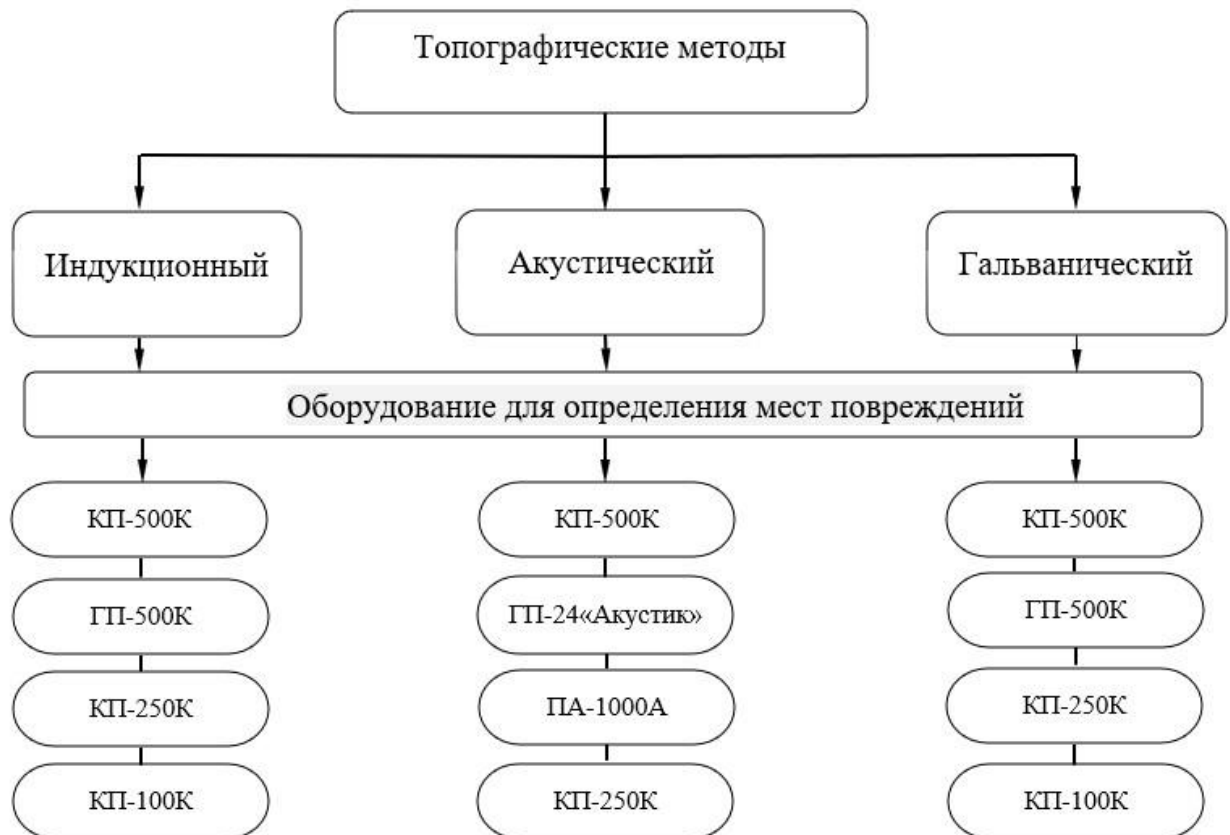 Топографические методы
Индукционный
Акустический
Гальванический
Оборудование для определения мест повреждений
КП-500К
КП-500К
КП-500К
ГП-500К
ГП-24«Акустик»
ГП-500К
КП-250К
ПА-1000А
КП-250К
КП-100К
КП-250К
КП-100К